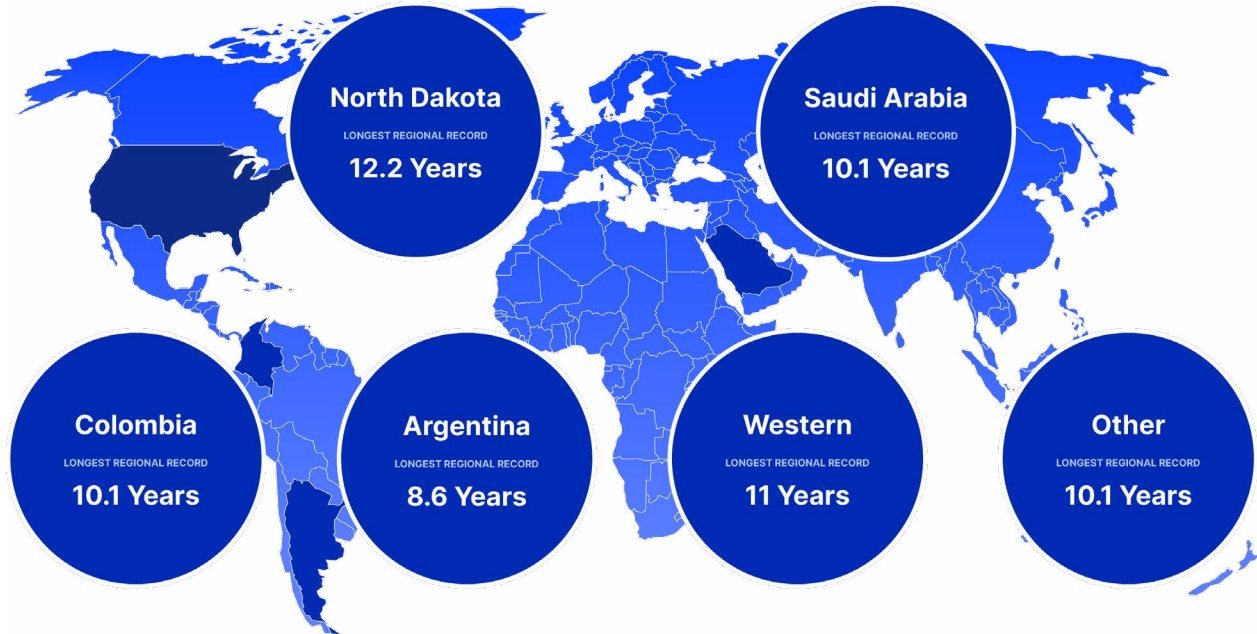 North Dakota
LONGEST REGIONAL RECORD
12.2 Years
Saudi Arabia
LONGEST REGIONAL RECORD
10.1 Years
Colombia
LONGEST REGIONAL RECORD
10.1 Years
Argentina
LONGEST REGIONAL RECORD
8.6 Years
Western
LONGEST REGIONAL RECORD
11 Years
Other
LONGEST REGIONAL RECORD
10.1 Years